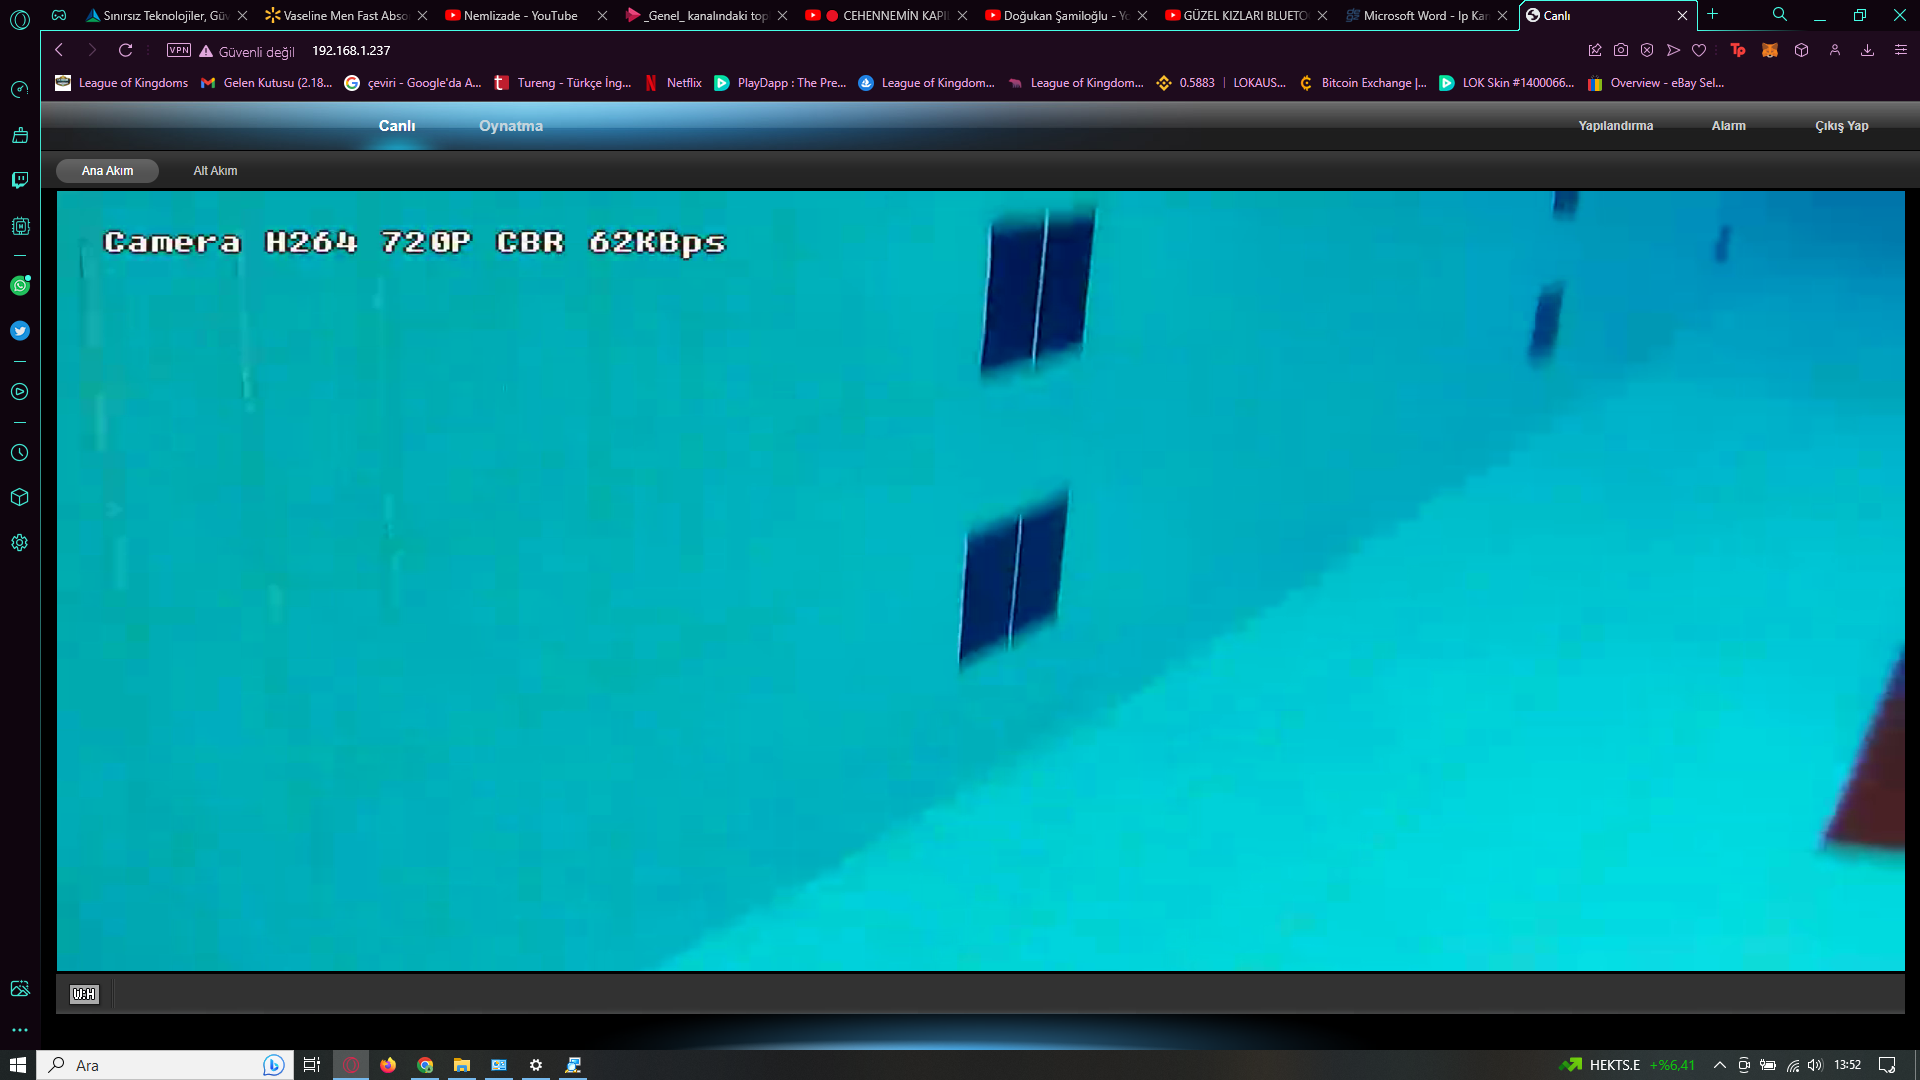 Sınırsız Teknolojiler, Güv
Vaseline Men Fast Abso
Nemlizade - YouTube
_Genel_ kanalındaki top
CEHENNEMİN KAPI
Doğukan Şamiloğlu - Yo
GÜZEL KIZLARI BLUETO
Microsoft Word - Ip Kam
Canlı
VPN
Güvenli değil
192.168.1.237
League of Kingdoms
Gelen Kutusu (2.18...
çeviri - Google'da A...
Tureng - Türkçe İng...
Netflix
PlayDapp : The Pre...
League of Kingdom...
League of Kingdom...
0.5883 | LOKAUS...
Bitcoin Exchange |...
LOK Skin #1400066...
Overview - eBay Sel...
Canlı
Oynatma
Yapılandırma
Alarm
Çıkış Yap
Ana Akım
Alt Akım
Camera H264 720P CBR 62KBps
W:H
Ara
HEKTS.E +%6,41
13:52